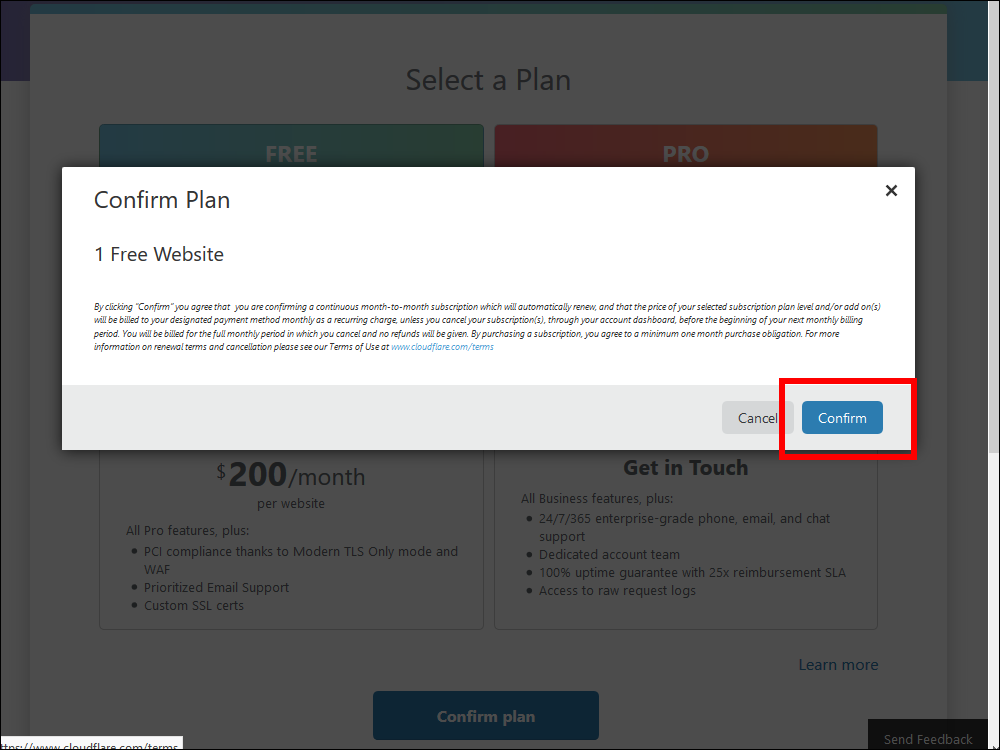 Select a Plan
FREE
PRO
Confirm Plan
×
1 Free Website
By clicking "Confirm" you agree that you are confirming a continuous month-to-month subscription which will automatically renew, and that the price of your selected subscription plan level and/or add on(s)
will be billed to your designated payment method monthly as a recurring charge, unless you cancel your subscription(s), through your account dashboard, before the beginning of your next monthly billing
period. You will be billed for the full monthly period in which you cancel and no refunds will be given. By purchasing a subscription, you agree to a minimum one month purchase obligation. For more
information on renewal terms and cancellation please see our Terms of Use at www.cloudflare.com/terms
Cancel
Confirm
$200/month
per website
All Pro features, plus:
• PCI compliance thanks to Modern TLS Only mode and
WAF
• Prioritized Email Support
• Custom SSL certs
Get in Touch
All Business features, plus:
• 24/7/365 enterprise-grade phone, email, and chat
support
• Dedicated account team
• 100% uptime guarantee with 25x reimbursement SLA
• Access to raw request logs
Learn more
Confirm plan
Send Feedback
ttps://www.cloudflare.com/terms